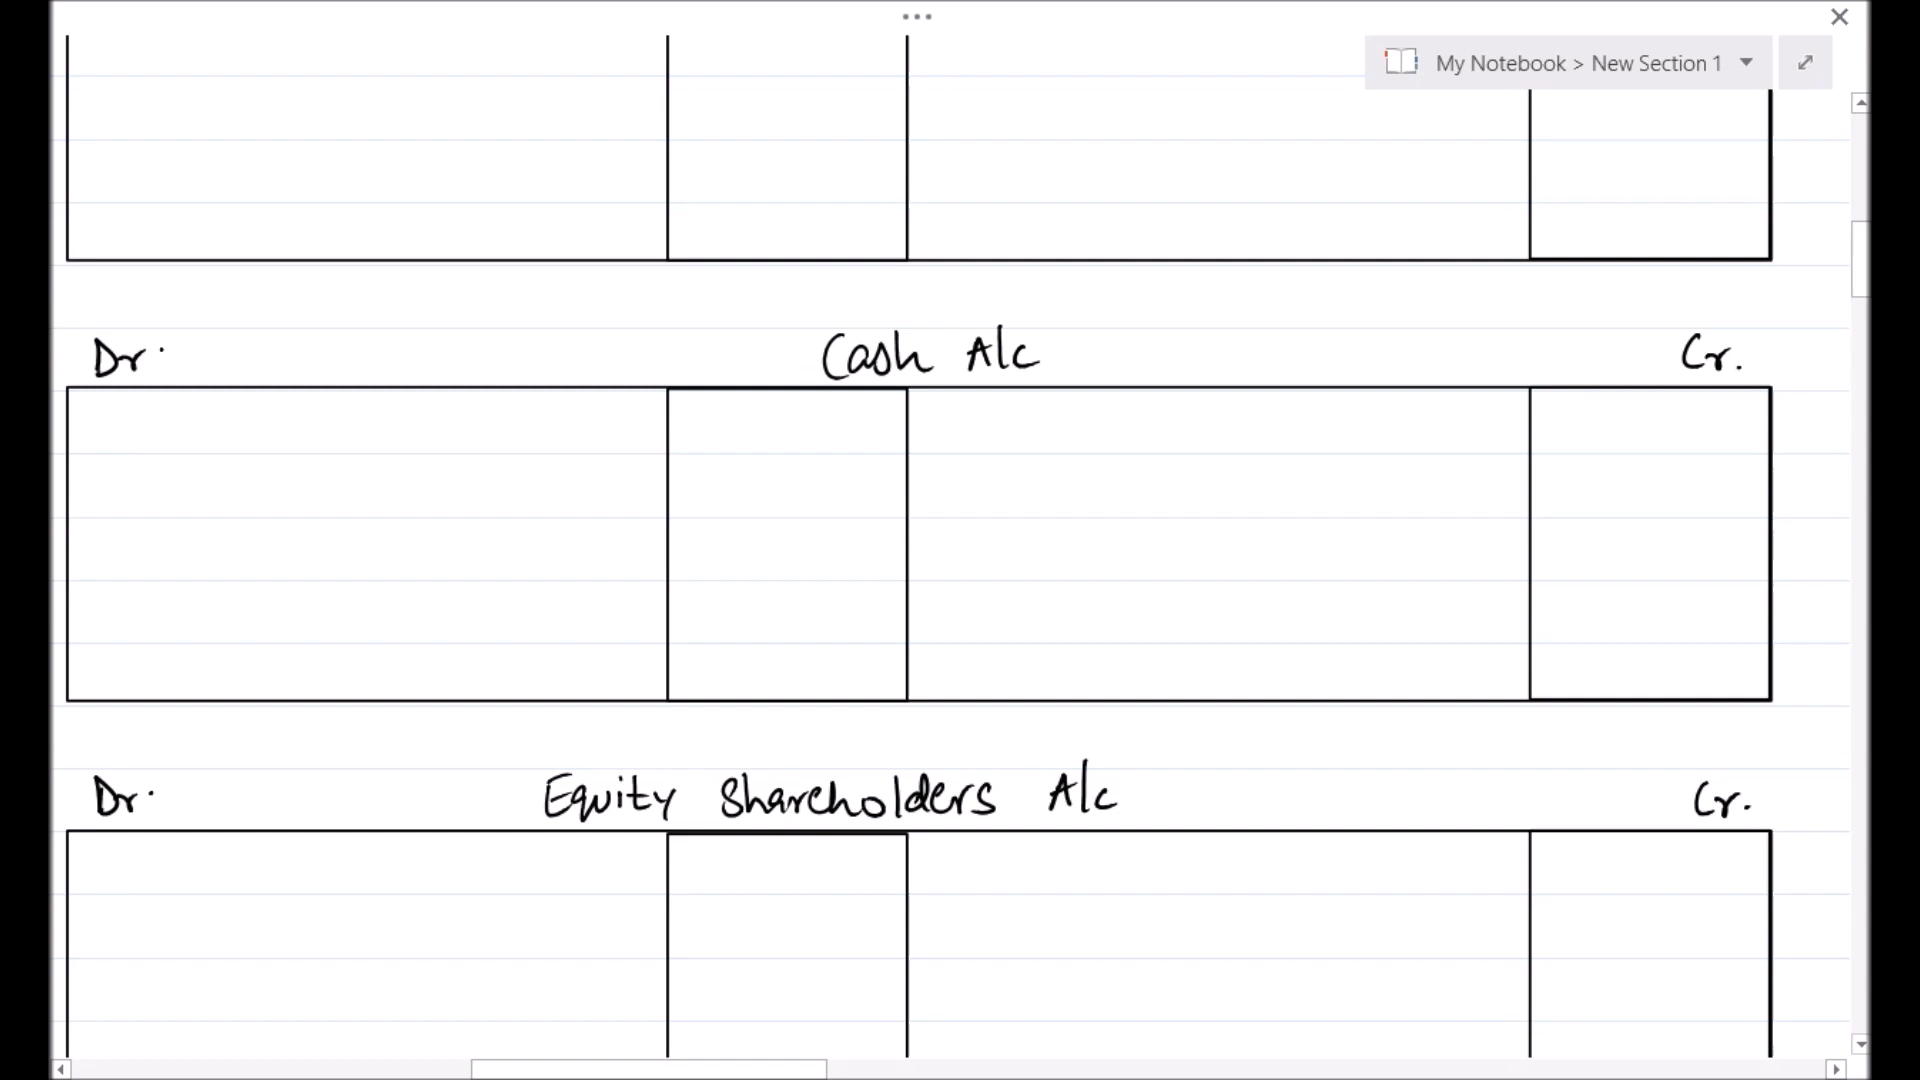 My Notebook > New Section 1
Dr. Cash A/c Cr.
Dr. Equity Shareholders A/c Cr.